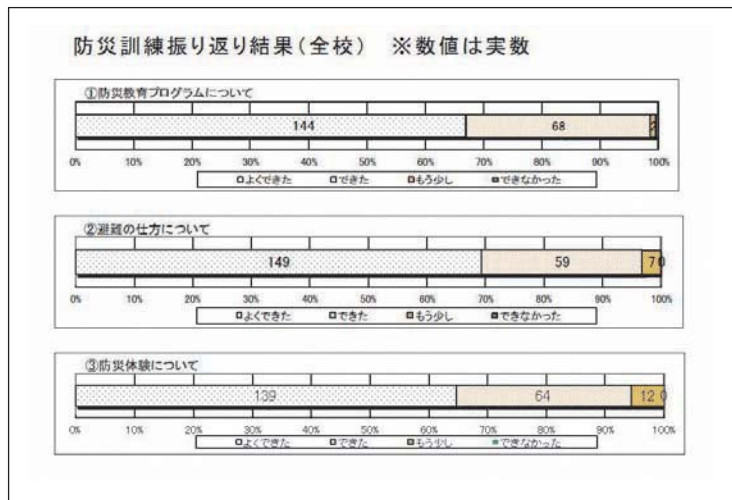 防災訓練振り返り結果(全校) ※数値は実数
①防災教育プログラムについて
144 68 2
0% 10% 20% 30% 40% 50% 60% 70% 80% 90% 100%
よくできた できた もう少し できなかった
②避難の仕方について
149 59 7 0
0% 10% 20% 30% 40% 50% 60% 70% 80% 90% 100%
よくできた できた もう少し できなかった
③防災体験について
139 64 12 0
0% 10% 20% 30% 40% 50% 60% 70% 80% 90% 100%
よくできた できた もう少し できなかった